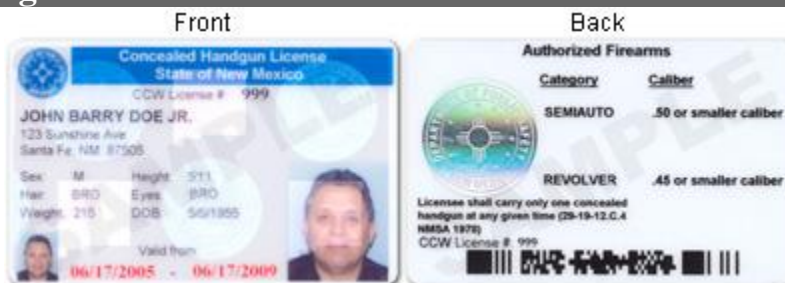 Front
Concealed Handgun License
State of New Mexico
CCW License # 999
JOHN BARRY DOE JR.
123 Sunshine Ave
Santa Fe, NM 87505
Sex: M Height: 511
Hair: BRO Eyes: BRO
Weight: 215 DOB: 5/5/1955
Valid from
06/17/2005 - 06/17/2009
SAMPLE
Back
Authorized Firearms
Category Caliber
SEMIAUTO .50 or smaller caliber
REVOLVER .45 or smaller caliber
Licensee shall carry only one concealed
handgun at any given time (29-19-12.C.4
NMSA 1978)
CCW License #: 999
SAMPLE